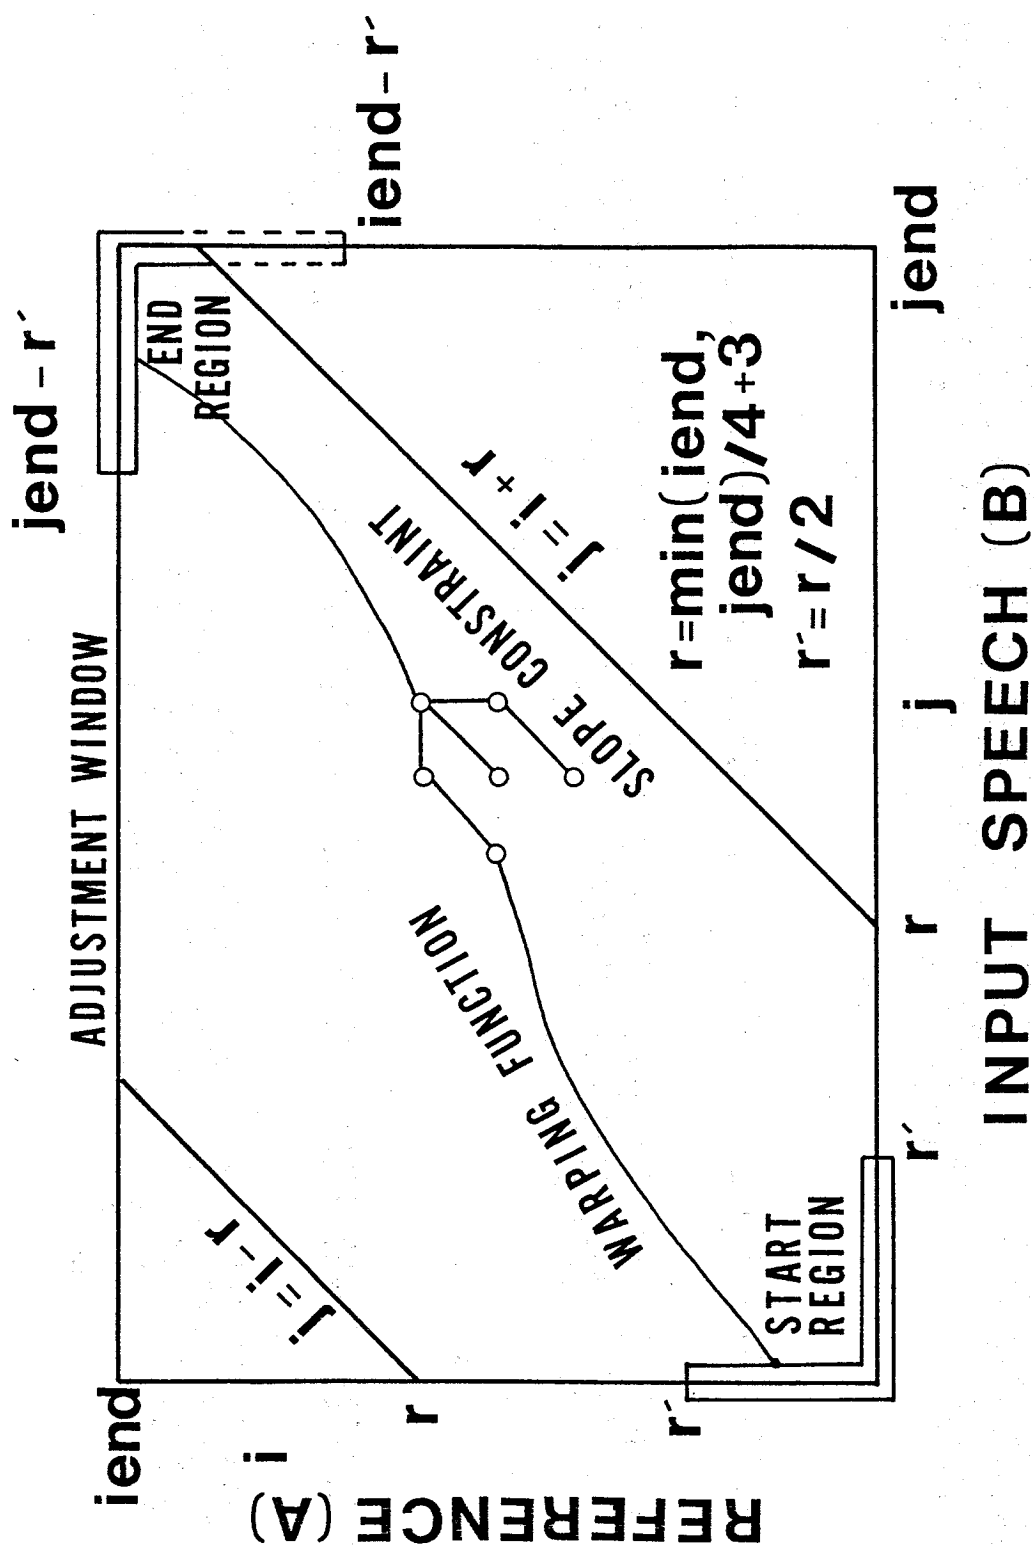 jend - r´
iend - r´
ADJUSTMENT WINDOW
END
REGION
iend
i
r
r´
REFERENCE (A)
j=i-r
j=i+r
SLOPE CONSTRAINT
WARPING FUNCTION
r=min(iend,
jend)/4+3
r´=r/2
START
REGION
r´
r
j
jend
INPUT SPEECH (B)